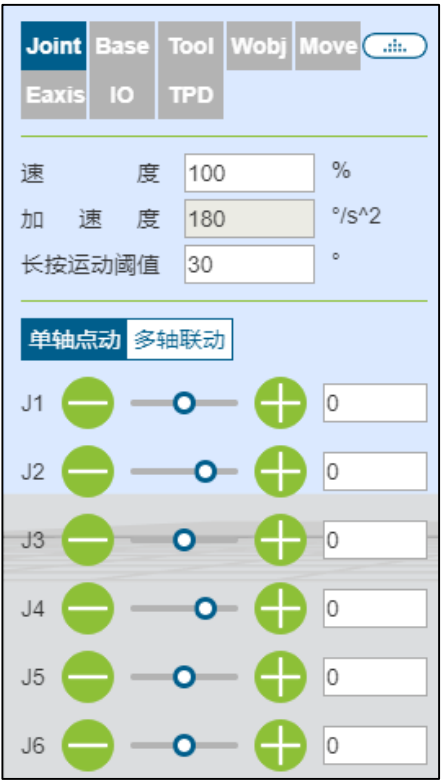 Joint Base Tool Wobj Move
Eaxis IO TPD
速 度 100 %
加 速 度 180 °/s^2
长按运动阈值 30 °
单轴点动 多轴联动
J1 0
J2 0
J3 0
J4 0
J5 0
J6 0